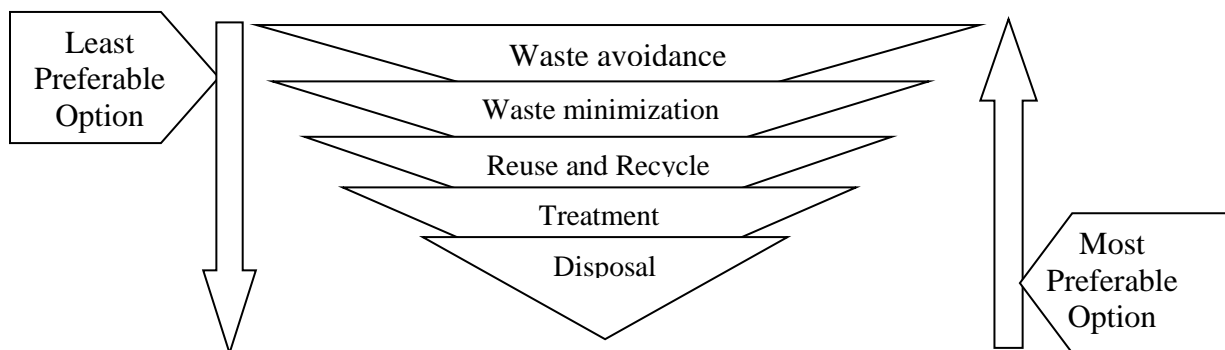 Least
Preferable
Option
Waste avoidance
Waste minimization
Reuse and Recycle
Treatment
Disposal
Most
Preferable
Option